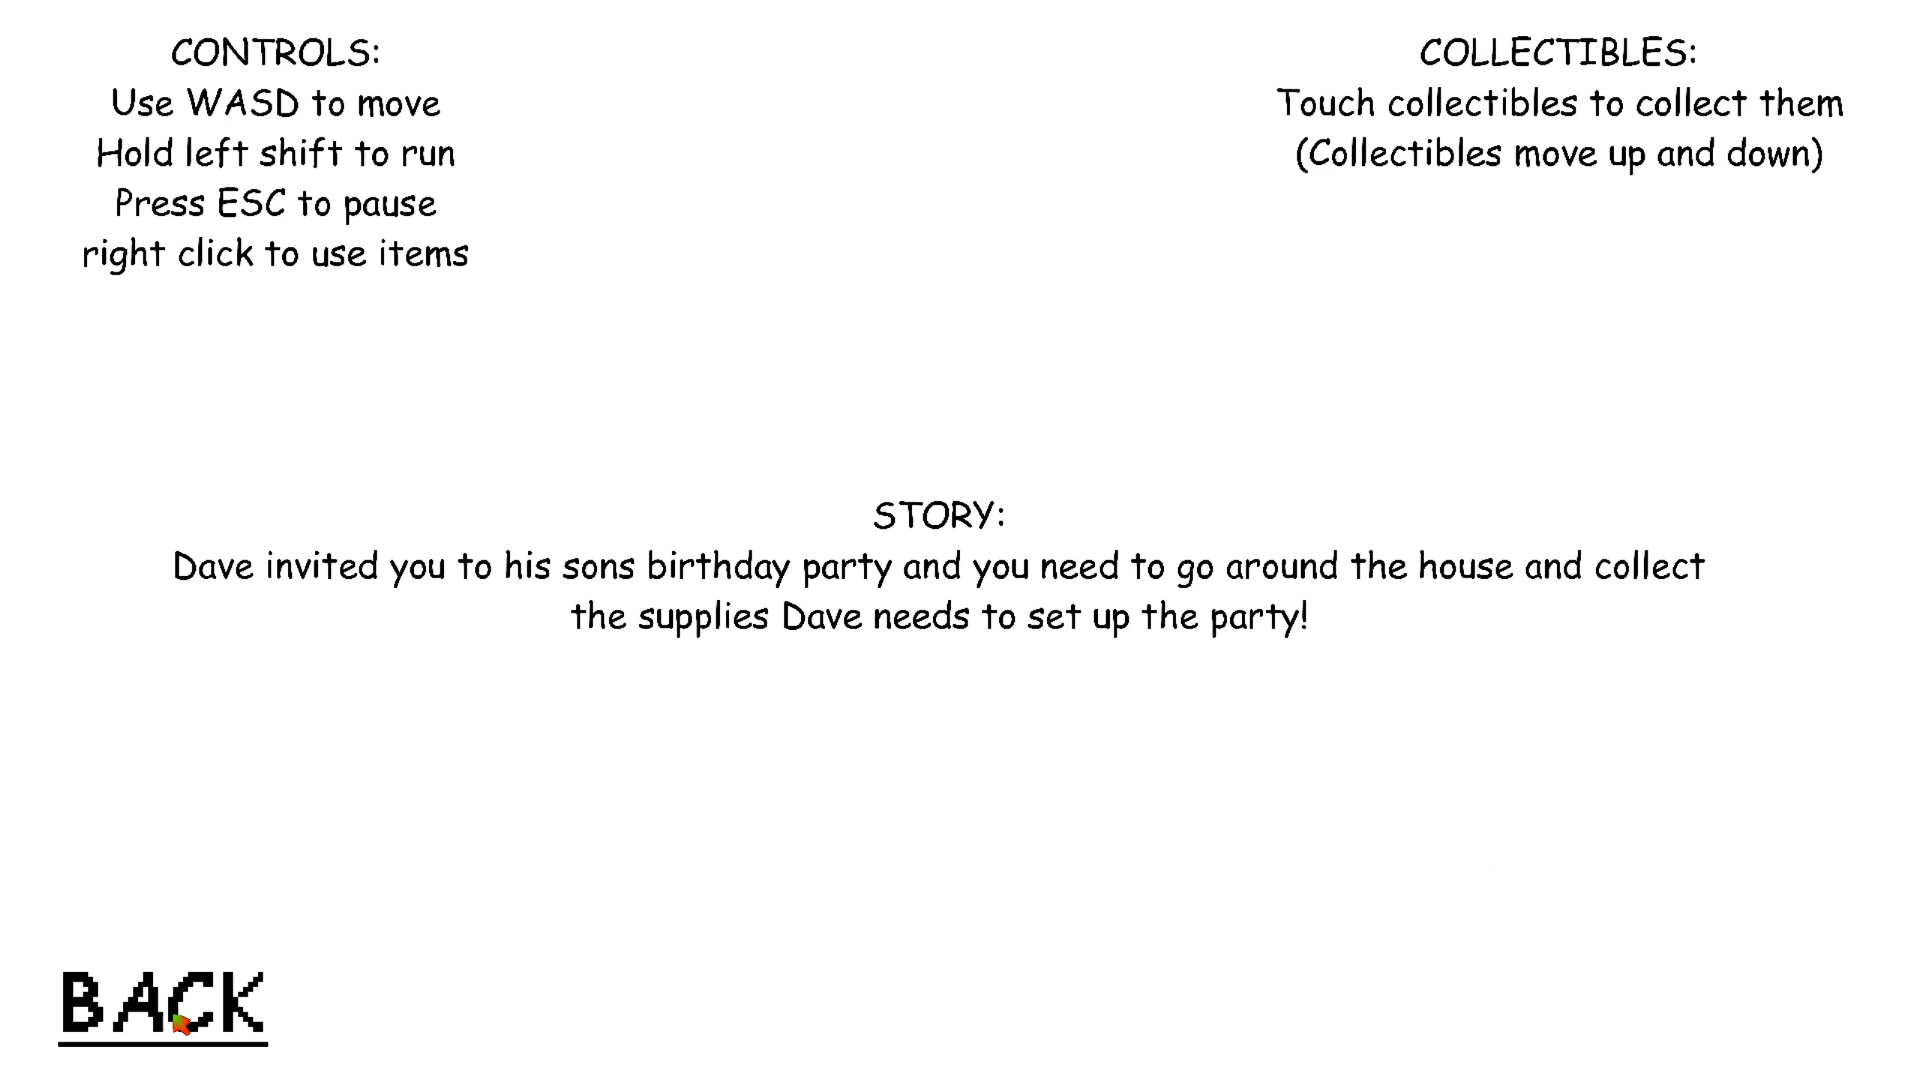 CONTROLS:
Use WASD to move
Hold left shift to run
Press ESC to pause
right click to use items
COLLECTIBLES:
Touch collectibles to collect them
(Collectibles move up and down)
STORY:
Dave invited you to his sons birthday party and you need to go around the house and collect
the supplies Dave needs to set up the party!
BACK